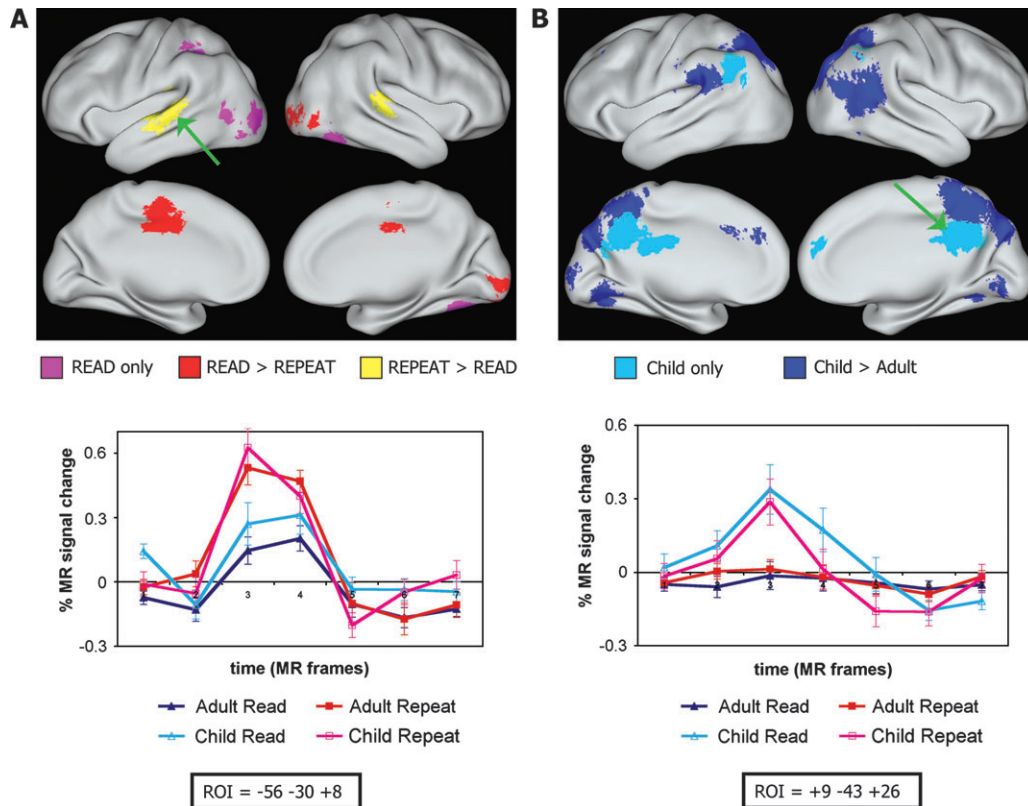 A
READ only
READ > REPEAT
REPEAT > READ
% MR signal change
0.6
0.3
0
-0.3
2
3
4
5
6
7
time (MR frames)
Adult Read
Adult Repeat
Child Read
Child Repeat
ROI = -56 -30 +8
B
Child only
Child > Adult
% MR signal change
0.6
0.3
0
-0.3
3
4
time (MR frames)
Adult Read
Adult Repeat
Child Read
Child Repeat
ROI = +9 -43 +26